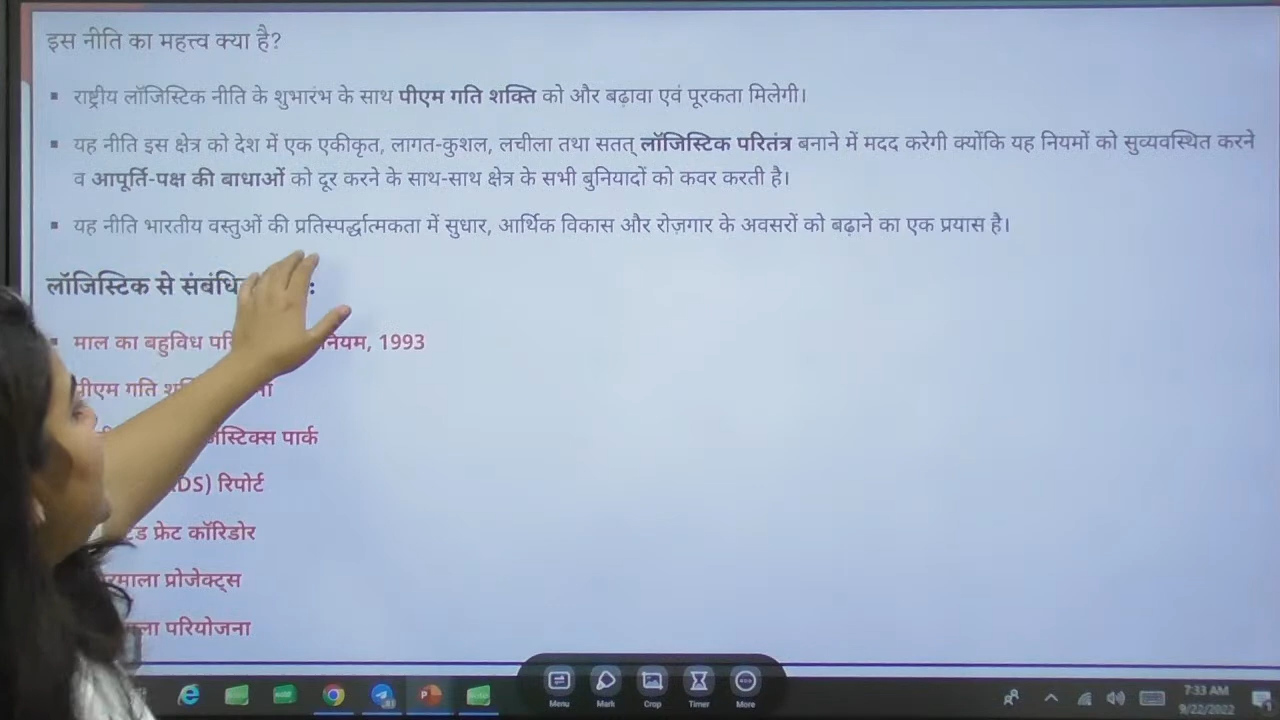 इस नीति का महत्त्व क्या है?
▪ राष्ट्रीय लॉजिस्टिक नीति के शुभारंभ के साथ पीएम गति शक्ति को और बढ़ावा एवं पूरकता मिलेगी।
▪ यह नीति इस क्षेत्र को देश में एक एकीकृत, लागत-कुशल, लचीला तथा सतत् लॉजिस्टिक परितंत्र बनाने में मदद करेगी क्योंकि यह नियमों को सुव्यवस्थित करने
व आपूर्ति-पक्ष की बाधाओं को दूर करने के साथ-साथ क्षेत्र के सभी बुनियादों को कवर करती है।
▪ यह नीति भारतीय वस्तुओं की प्रतिस्पर्द्धात्मकता में सुधार, आर्थिक विकास और रोज़गार के अवसरों को बढ़ाने का एक प्रयास है।
लॉजिस्टिक से संबंधि
माल का बहुविध 1993
गति
पार्क
रिपोर्ट
फ्रेट कॉरिडोर
प्रोजेक्ट्स
परियोजना
Menu Mark Crop Timer More
7:33 AM
9/22/2022